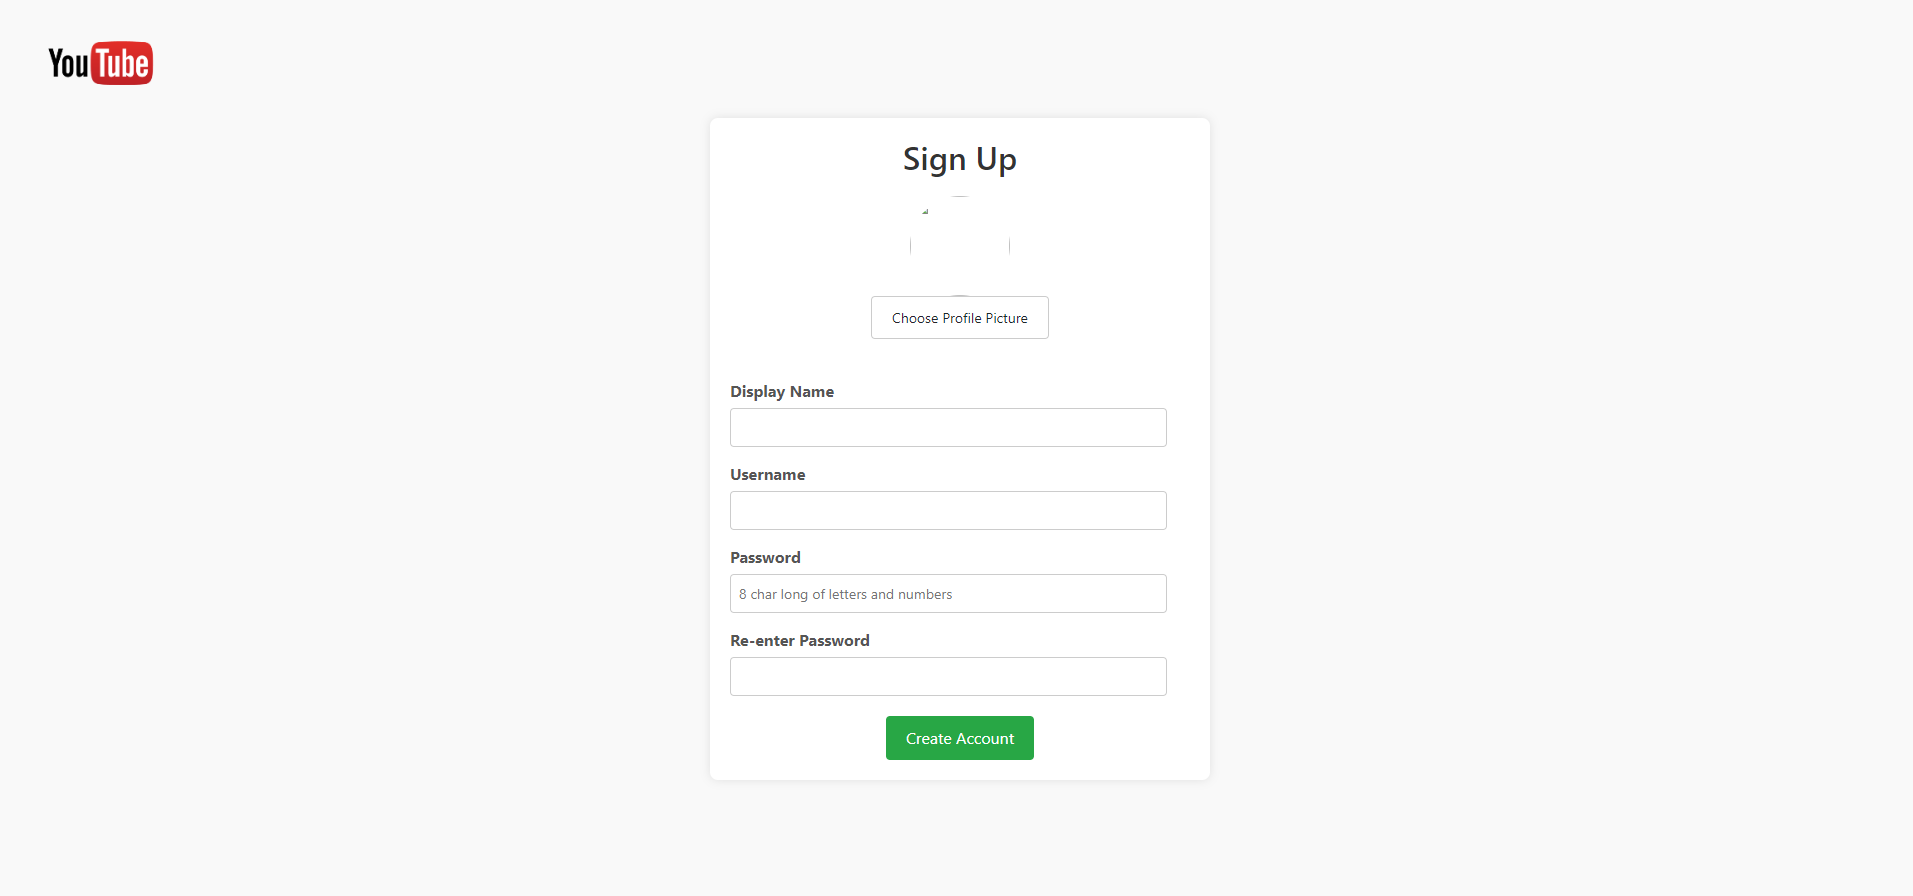 YouTube
Sign Up
Choose Profile Picture
Display Name
Username
Password
8 char long of letters and numbers
Re-enter Password
Create Account